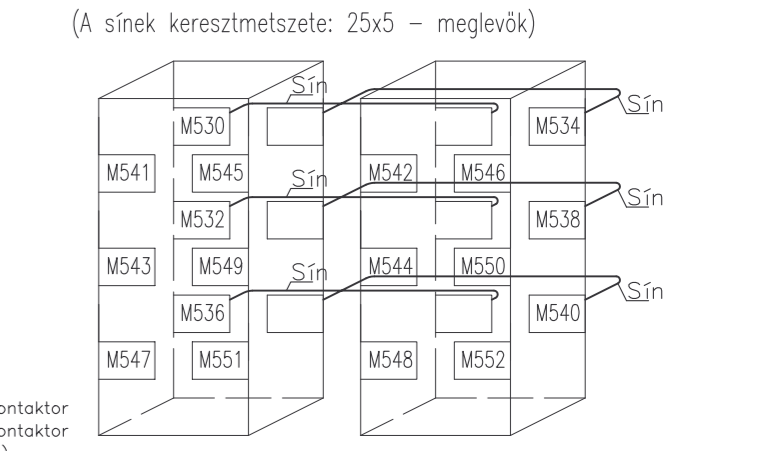 (A sínek keresztmetszete: 25x5 – meglevők)
Sín
Sín
M530
M534
M541
M545
M542
M546
Sín
Sín
M532
M538
M543
M549
M544
M550
Sín
Sín
M536
M540
M547
M551
M548
M552
ontaktor
ontaktor
)